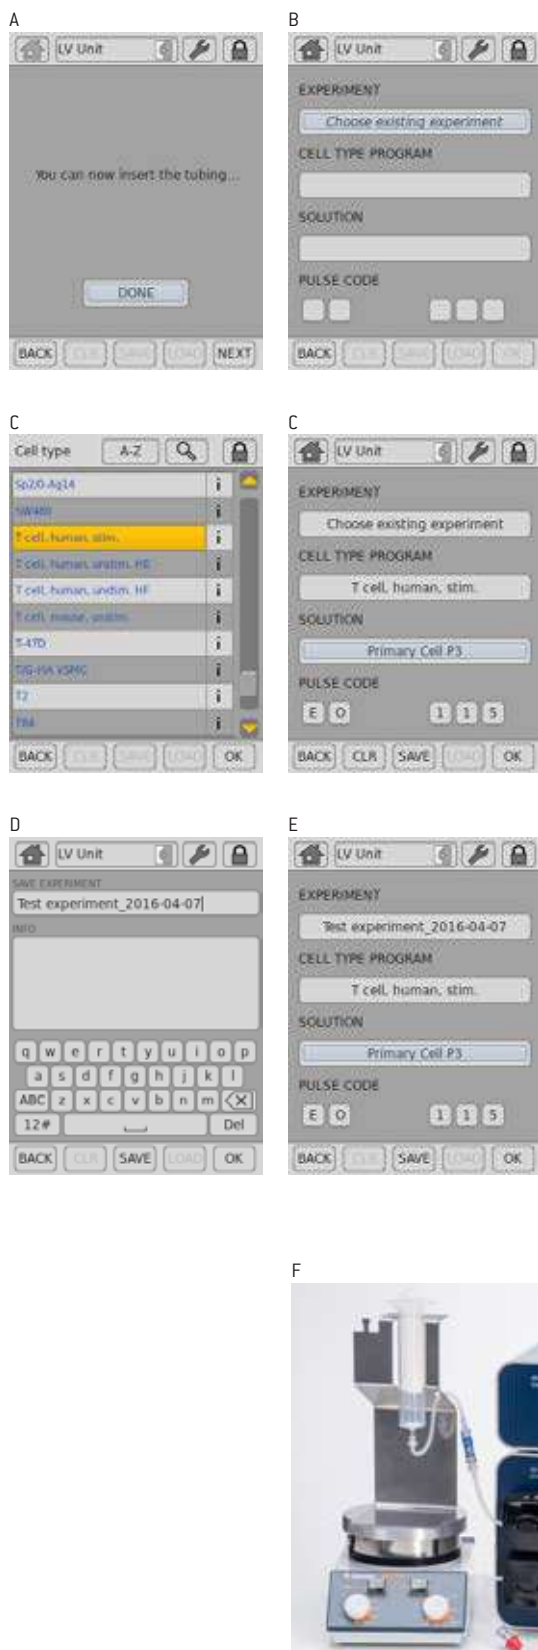 A
LV Unit
You can now insert the tubing...
DONE
BACK CLR SAVE LOAD NEXT
B
LV Unit
EXPERIMENT
Choose existing experiment
CELL TYPE PROGRAM
SOLUTION
PULSE CODE
BACK CLR SAVE LOAD OK
C
Cell type A-Z
Sp2/0-Ag14 i
SW480 i
T cell, human, stim. i
T cell, human, unstim. HE i
T cell, human, unstim. HF i
T cell, mouse, unstim. i
T-47D i
T/G-HA VSMC i
T2 i
T84 i
BACK CLR SAVE LOAD OK
C
LV Unit
EXPERIMENT
Choose existing experiment
CELL TYPE PROGRAM
T cell, human, stim.
SOLUTION
Primary Cell P3
PULSE CODE
E O 1 1 5
BACK CLR SAVE LOAD OK
D
LV Unit
SAVE EXPERIMENT
Test experiment_2016-04-07
INFO
q w e r t y u i o p
a s d f g h j k l
ABC z x c v b n m
12# Del
BACK CLR SAVE LOAD OK
E
LV Unit
EXPERIMENT
Test experiment_2016-04-07
CELL TYPE PROGRAM
T cell, human, stim.
SOLUTION
Primary Cell P3
PULSE CODE
E O 1 1 5
BACK CLR SAVE LOAD OK
F